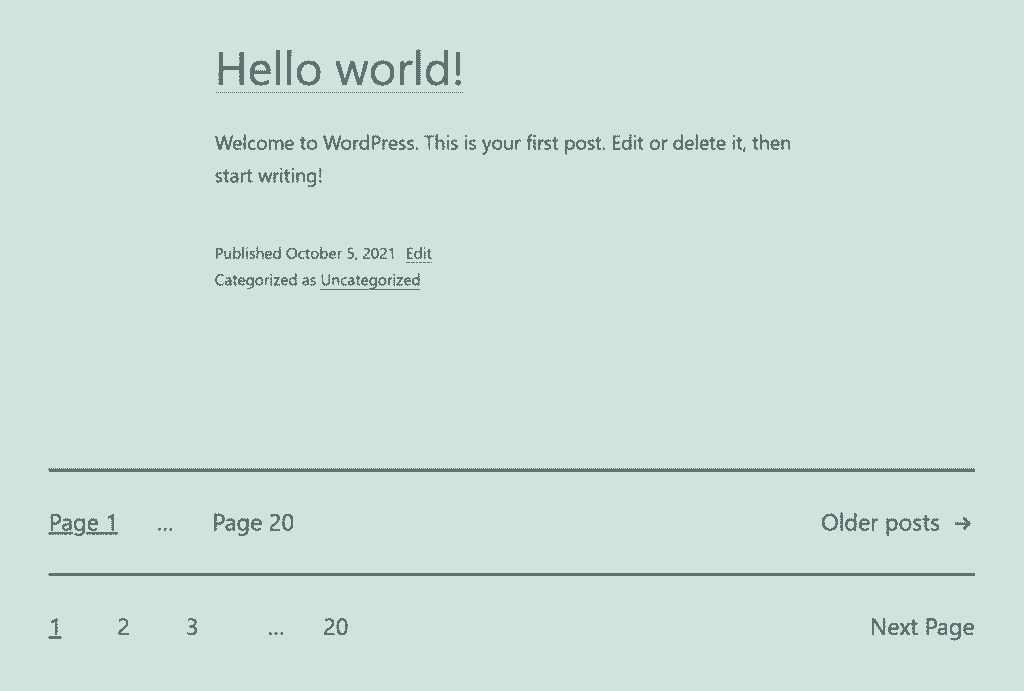 Hello world!
Welcome to WordPress. This is your first post. Edit or delete it, then
start writing!
Published October 5, 2021 Edit
Categorized as Uncategorized
Page 1 ... Page 20 Older posts →
1 2 3 ... 20 Next Page